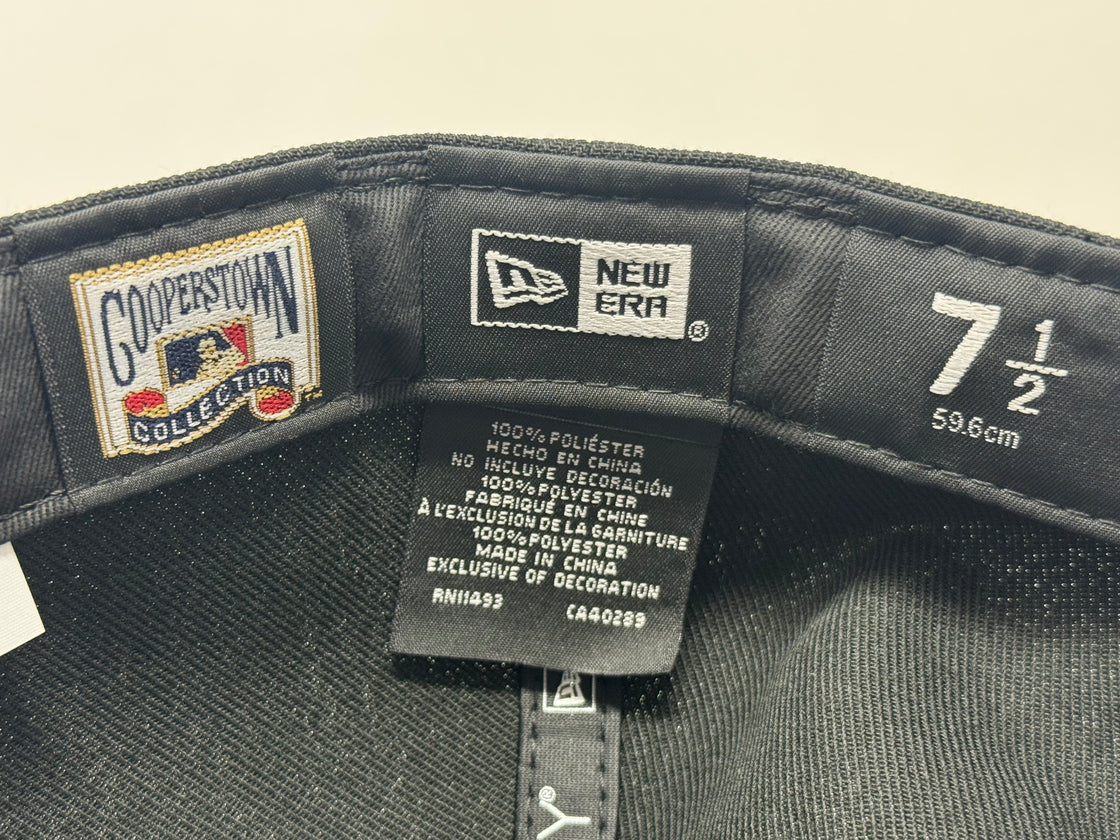 COOPERSTOWN
COLLECTION™
NEW
ERA®
7 1/2
59.6cm
100% POLIÉSTER
HECHO EN CHINA
NO INCLUYE DECORACIÓN
100% POLYESTER
FABRIQUÉ EN CHINE
À L'EXCLUSION DE LA GARNITURE
100% POLYESTER
MADE IN CHINA
EXCLUSIVE OF DECORATION
RN11493 CA40289
Y®